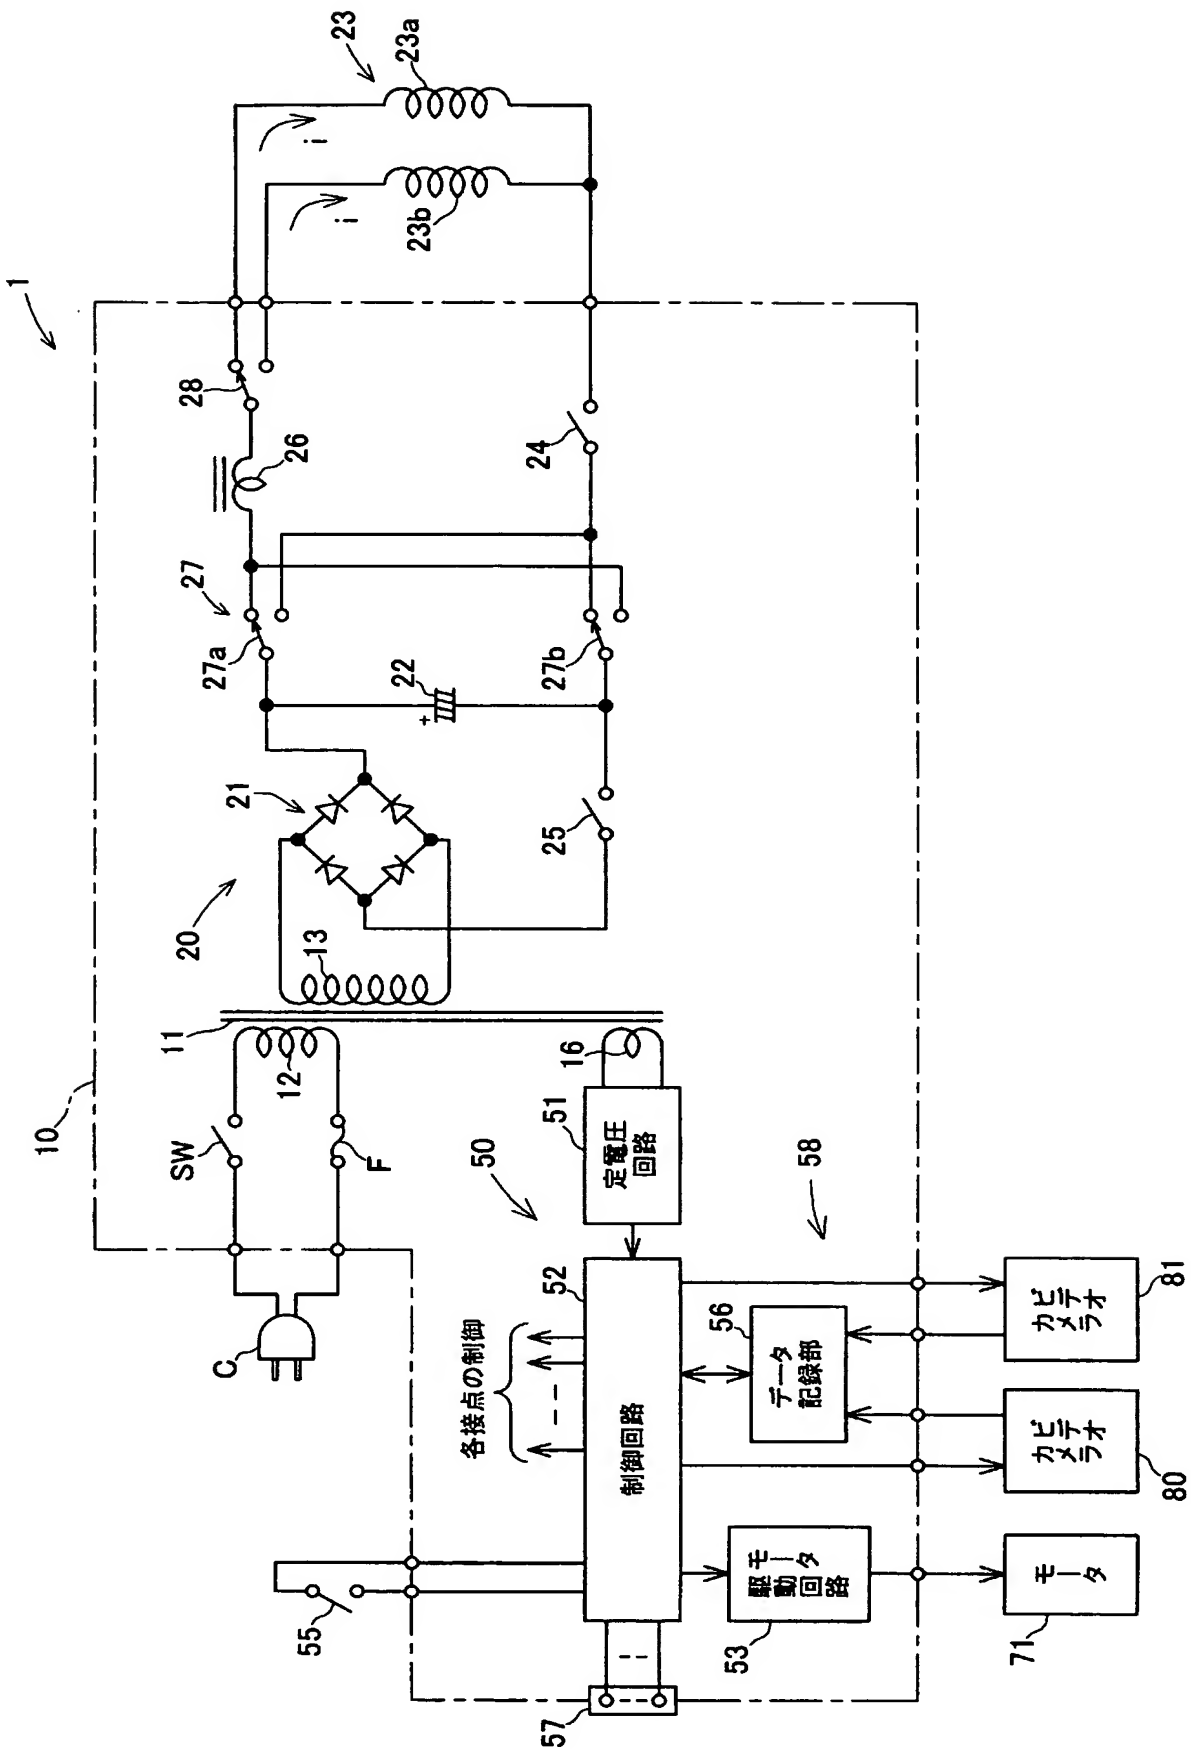 1
10
SW
F
C
11
12
13
16
20
21
22
23
23a
23b
i
i
24
25
26
27
27a
27b
28
50
51
定電圧
回路
各接点の制御
52
制御回路
55
57
58
56
データ
記録部
53
モータ
駆動
回路
モータ
71
ビデオ
カメラ
80
ビデオ
カメラ
81